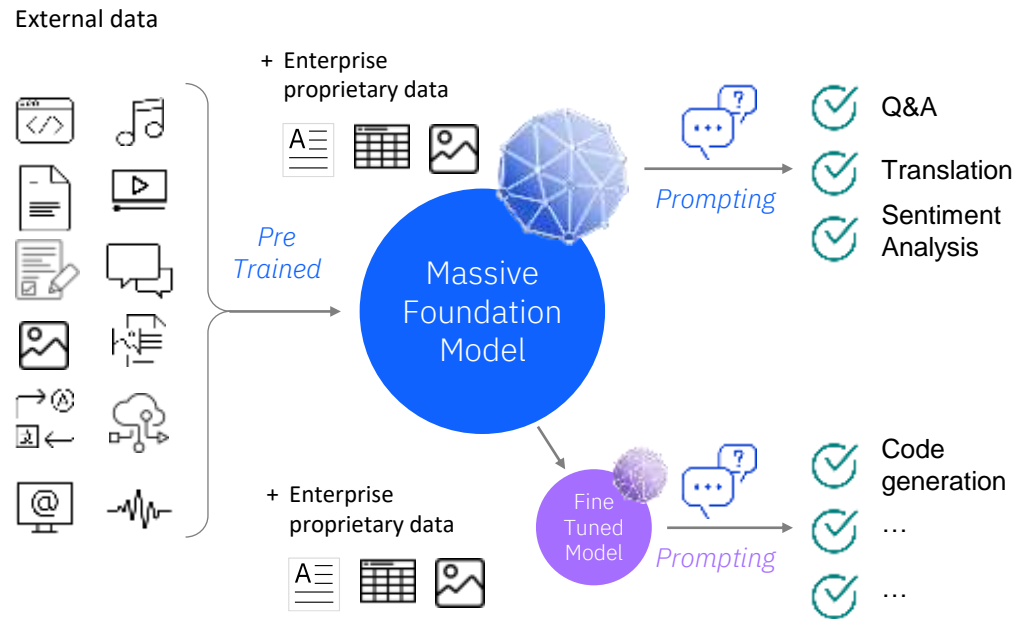 External data
+ Enterprise
proprietary data
A
</>
?
...
Q&A
Translation
Prompting
Sentiment
Analysis
Pre
Trained
Massive
Foundation
Model
@
+ Enterprise
proprietary data
A
Fine
Tuned
Model
?
...
Prompting
Code
generation
…
…